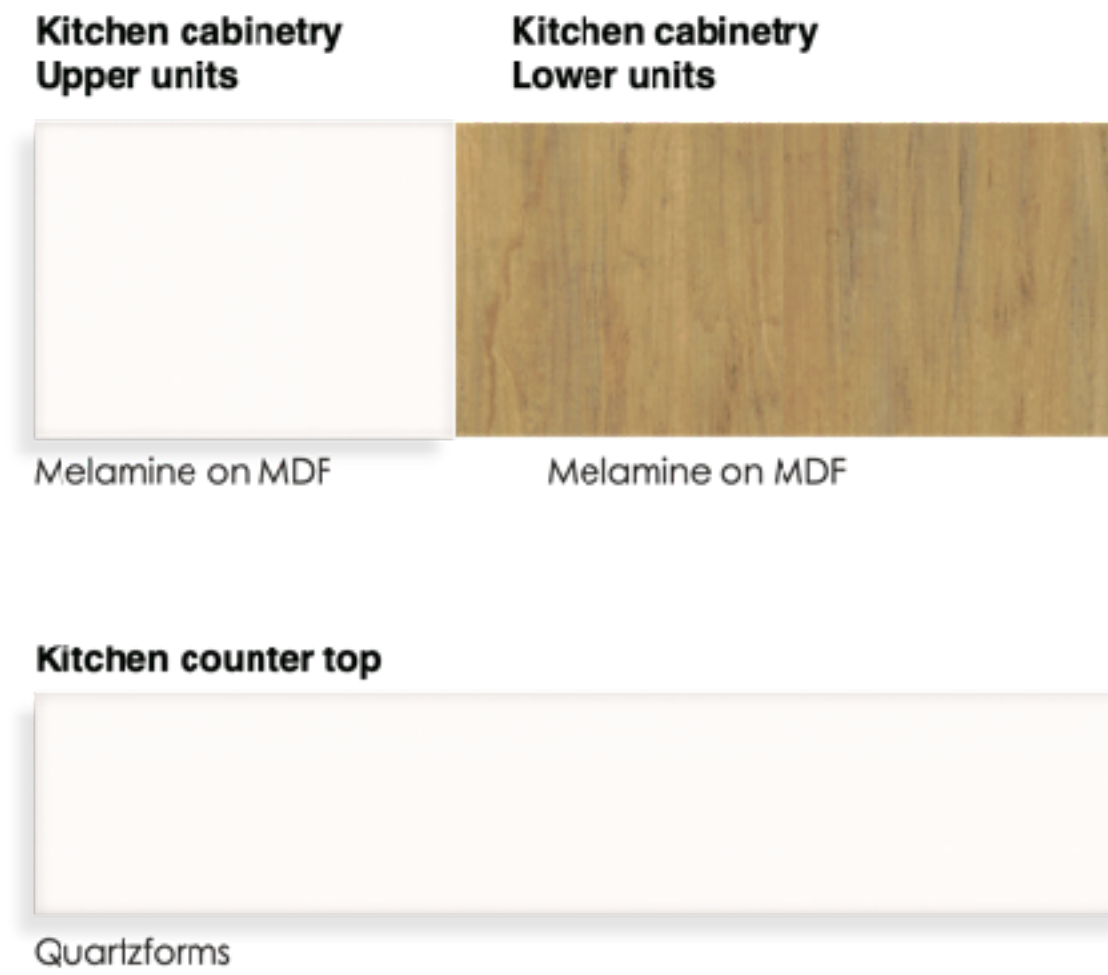 Kitchen cabinetry
Upper units
Kitchen cabinetry
Lower units
Melamine on MDF
Melamine on MDF
Kitchen counter top
Quartzforms